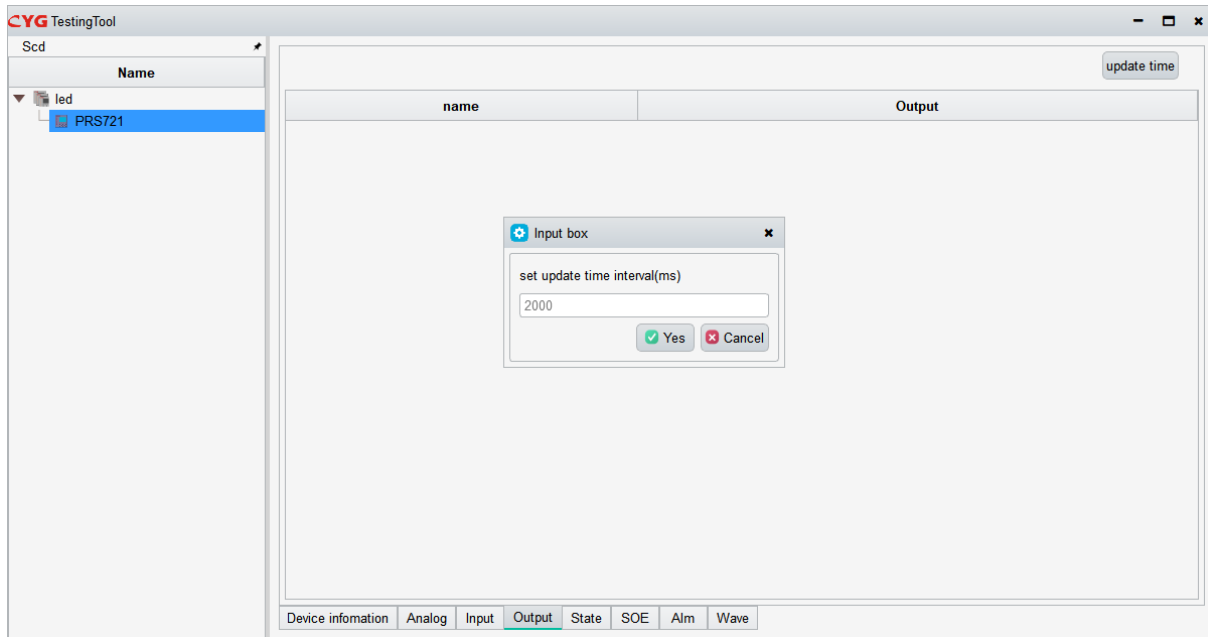 CYG TestingTool
Scd
Name
led
PRS721
update time
name Output
Input box
set update time interval(ms)
2000
Yes Cancel
Device infomation Analog Input Output State SOE Alm Wave